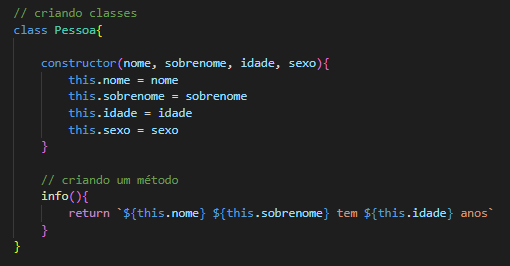 // criando classes
class Pessoa{
constructor(nome, sobrenome, idade, sexo){
this.nome = nome
this.sobrenome = sobrenome
this.idade = idade
this.sexo = sexo
}
// criando um método
info(){
return `${this.nome} ${this.sobrenome} tem ${this.idade} anos`
}
}